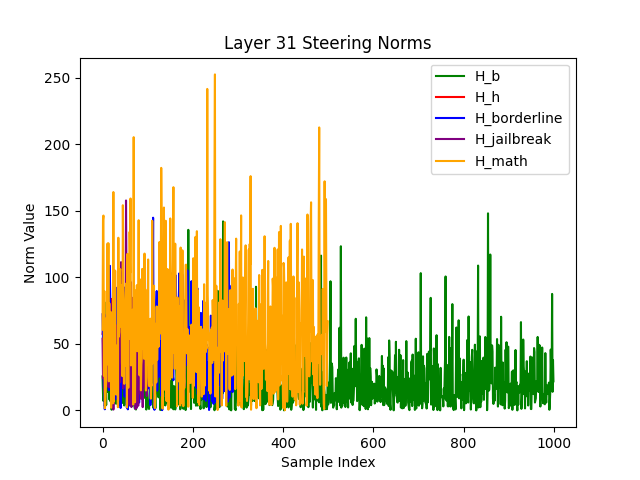 Layer 31 Steering Norms
H_b
H_h
H_borderline
H_jailbreak
H_math
Norm Value
250
200
150
100
50
0
0
200
400
600
800
1000
Sample Index